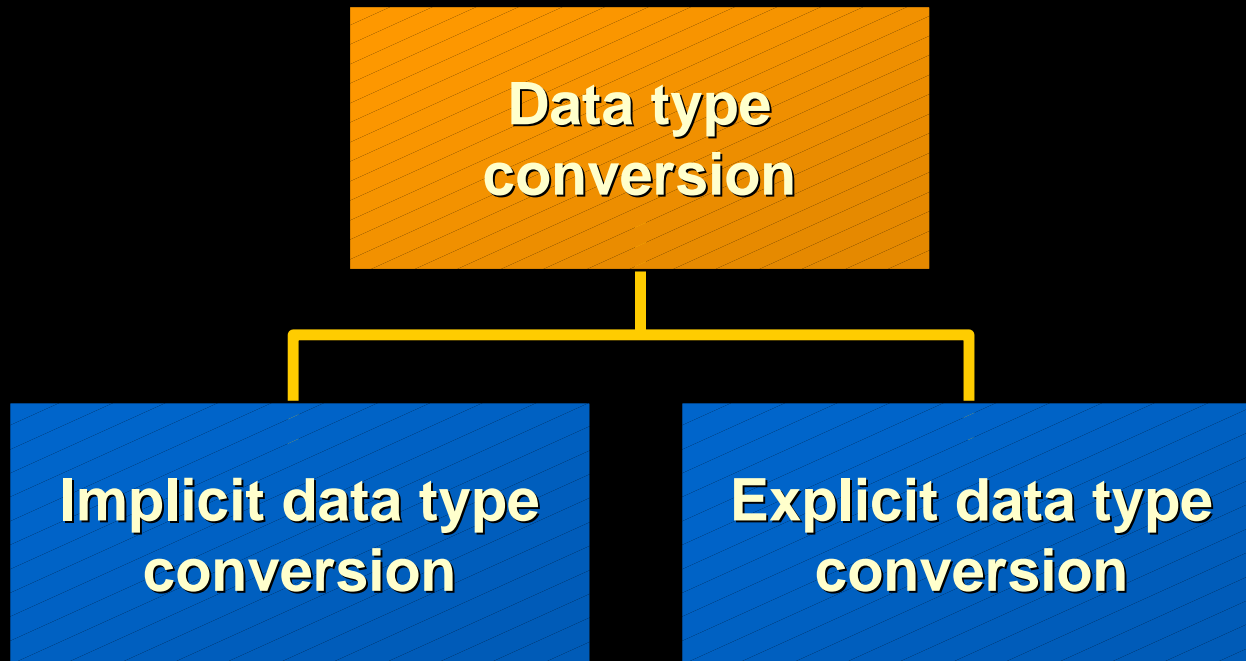 Data type
conversion
Implicit data type
conversion
Explicit data type
conversion